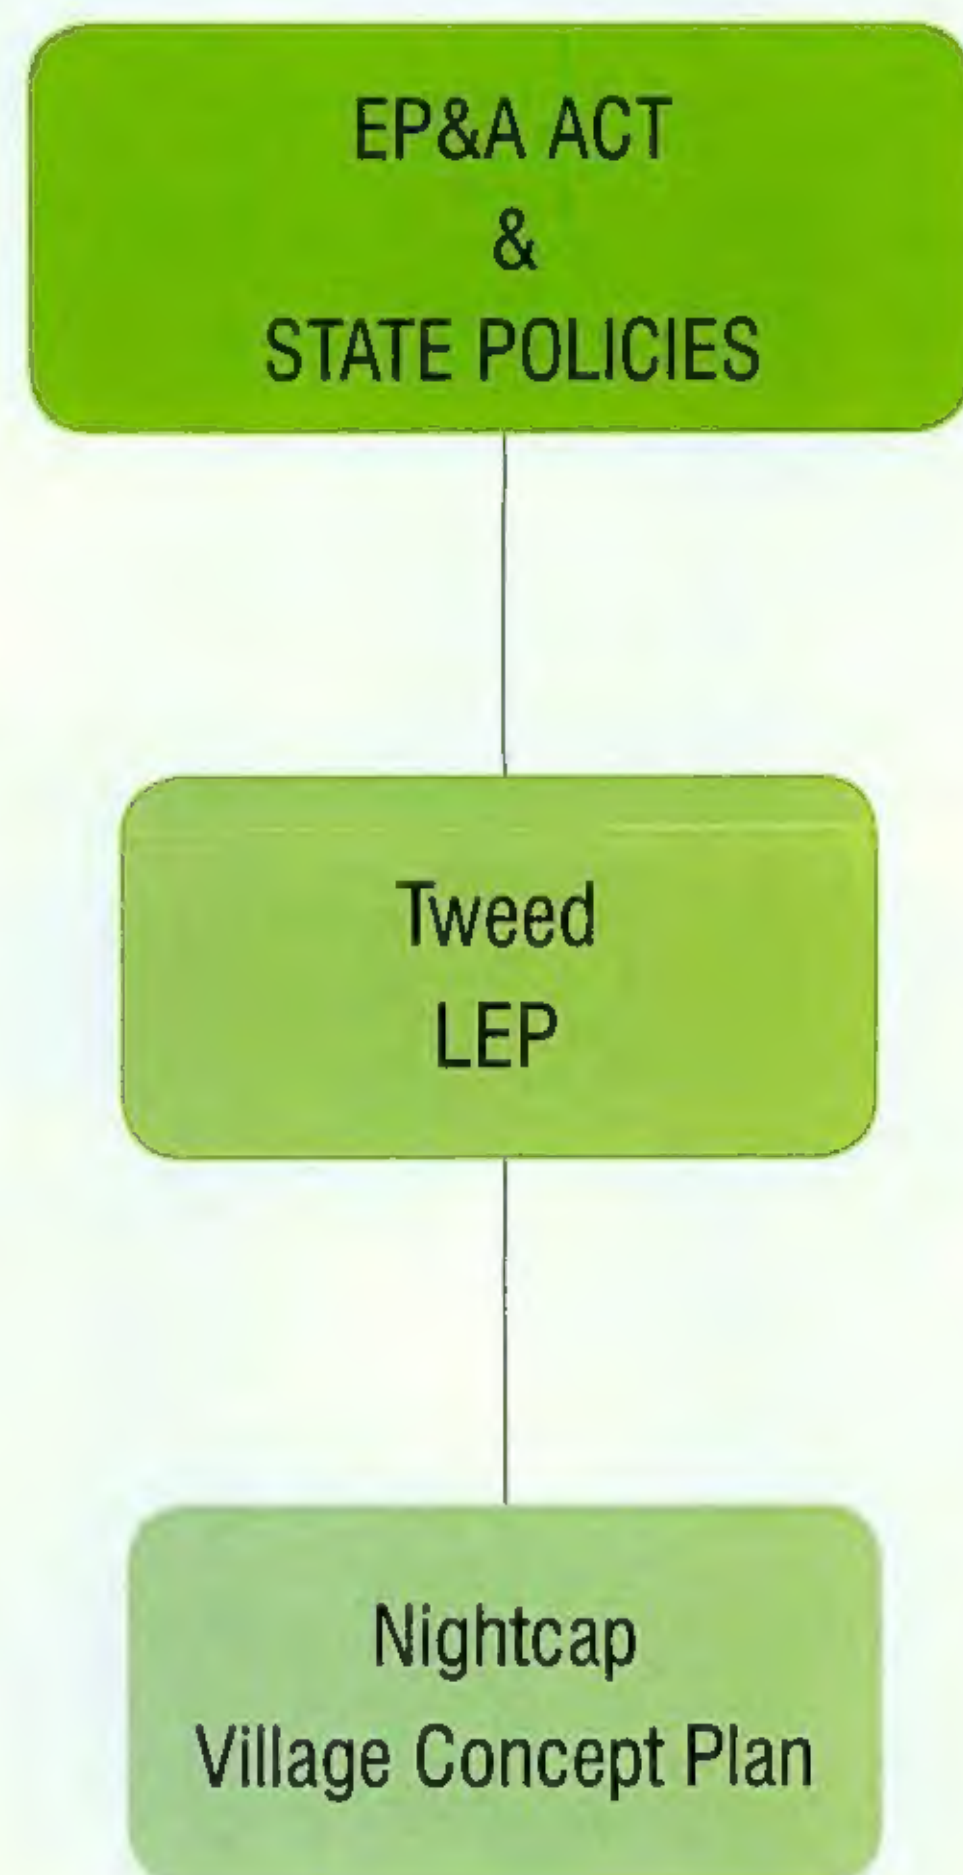 EP&A ACT
&
STATE POLICIES
Tweed
LEP
Nightcap
Village Concept Plan